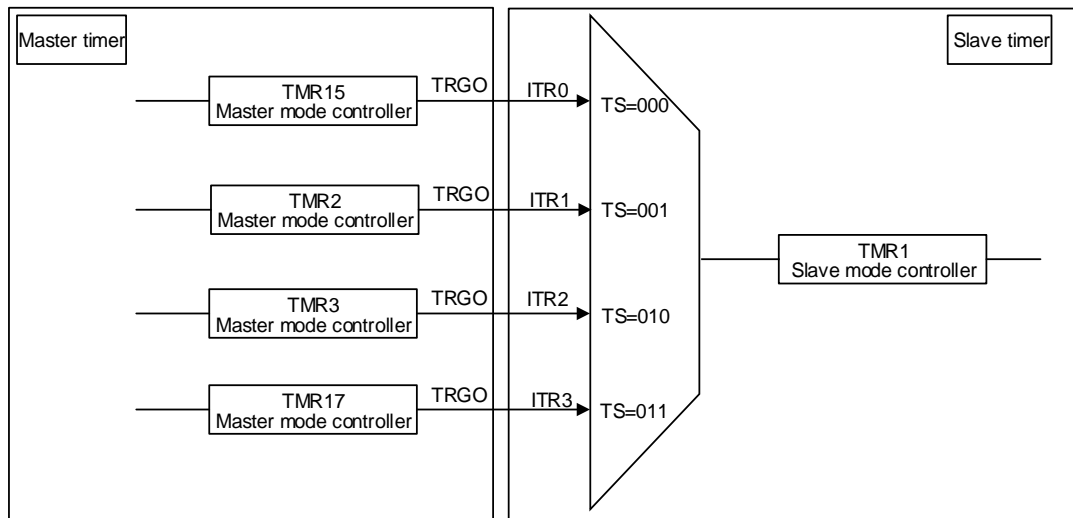 Master timer
Slave timer
TMR15
Master mode controller
TRGO
ITR0
TS=000
TMR2
Master mode controller
TRGO
ITR1
TS=001
TMR1
Slave mode controller
TMR3
Master mode controller
TRGO
ITR2
TS=010
TMR17
Master mode controller
TRGO
ITR3
TS=011